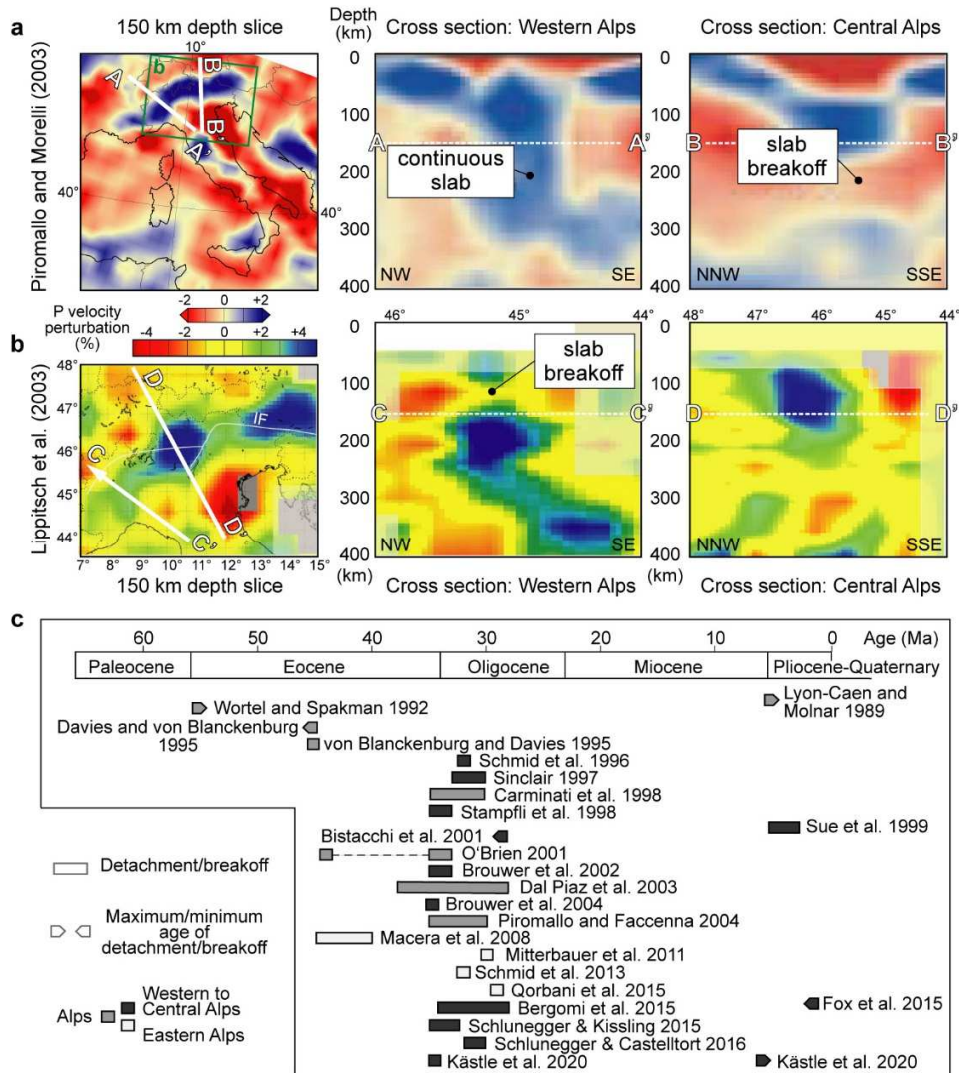 a
150 km depth slice
Piromallo and Morelli (2003)
10°
A
B
b
B'
A'
40°
40°
Depth
(km)
Cross section: Western Alps
0
100
200
300
400
A
A'
continuous
slab
NW
SE
Cross section: Central Alps
0
100
200
300
400
B
B'
slab
breakoff
NNW
SSE
-2 0 +2
P velocity
perturbation
(%)
-4 -2 0 +2 +4
b
Lippitsch et al. (2003)
48°
47°
46°
45°
44°
D
IF
C
D'
C'
7° 8° 9° 10° 11° 12° 13° 14° 15°
150 km depth slice
46° 45° 44°
0
100
200
300
400
(km)
slab
breakoff
C
C'
NW
SE
Cross section: Western Alps
48° 47° 46° 45° 44°
0
100
200
300
400
(km)
D
D'
NNW
SSE
Cross section: Central Alps
c
60 50 40 30 20 10 0 Age (Ma)
Paleocene Eocene Oligocene Miocene Pliocene-Quaternary
Wortel and Spakman 1992
Lyon-Caen and
Molnar 1989
Davies and von Blanckenburg
1995
von Blanckenburg and Davies 1995
Schmid et al. 1996
Sinclair 1997
Carminati et al. 1998
Stampfli et al. 1998
Sue et al. 1999
Bistacchi et al. 2001
O'Brien 2001
Brouwer et al. 2002
Dal Piaz et al. 2003
Brouwer et al. 2004
Piromallo and Faccenna 2004
Macera et al. 2008
Mitterbauer et al. 2011
Schmid et al. 2013
Qorbani et al. 2015
Bergomi et al. 2015
Fox et al. 2015
Schlunegger & Kissling 2015
Schlunegger & Castelltort 2016
Kästle et al. 2020
Kästle et al. 2020
Detachment/breakoff
Maximum/minimum
age of
detachment/breakoff
Alps
Western to
Central Alps
Eastern Alps